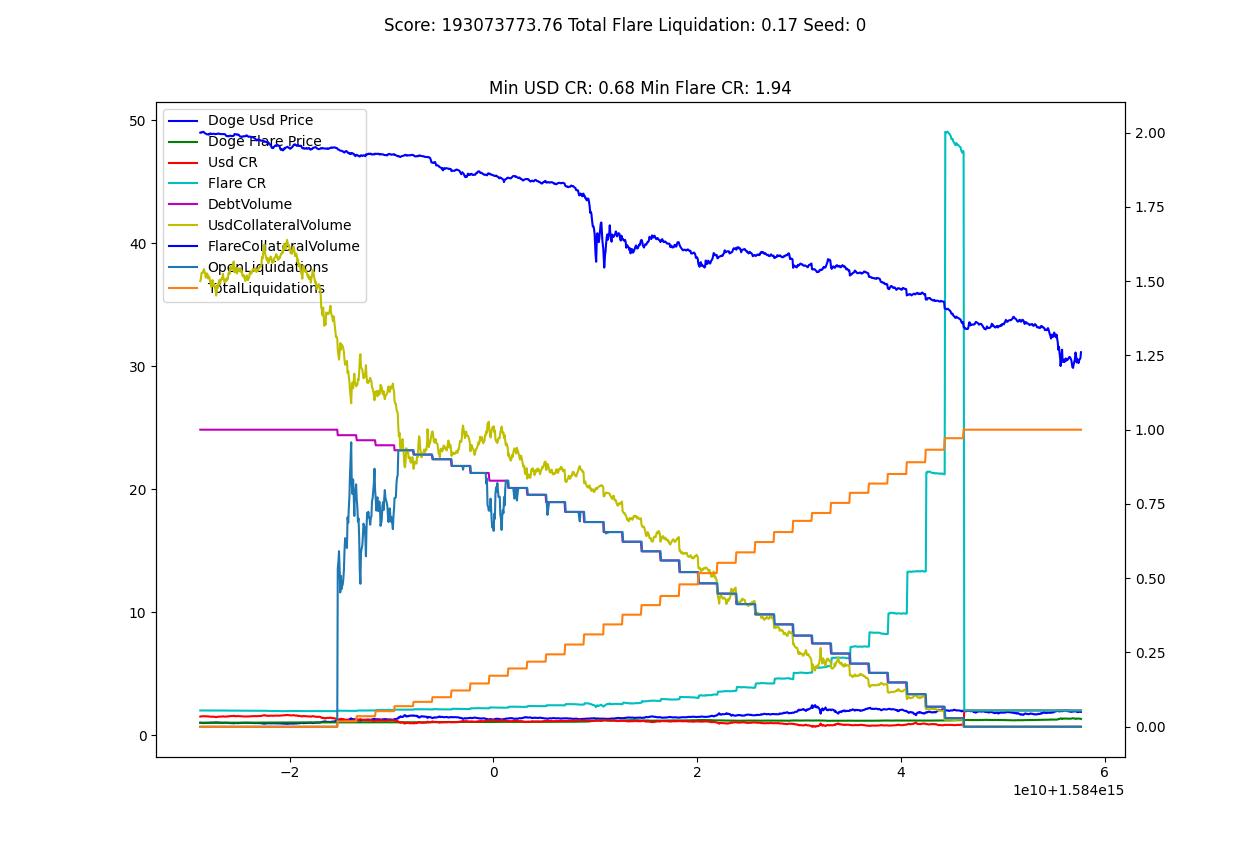 Score: 193073773.76 Total Flare Liquidation: 0.17 Seed: 0
Min USD CR: 0.68 Min Flare CR: 1.94
50
40
30
20
10
0
Doge Usd Price
Doge Flare Price
Usd CR
Flare CR
DebtVolume
UsdCollateralVolume
FlareCollateralVolume
OpenLiquidations
TotalLiquidations
2.00
1.75
1.50
1.25
1.00
0.75
0.50
0.25
0.00
−2 0 2 4 6
1e10+1.584e15